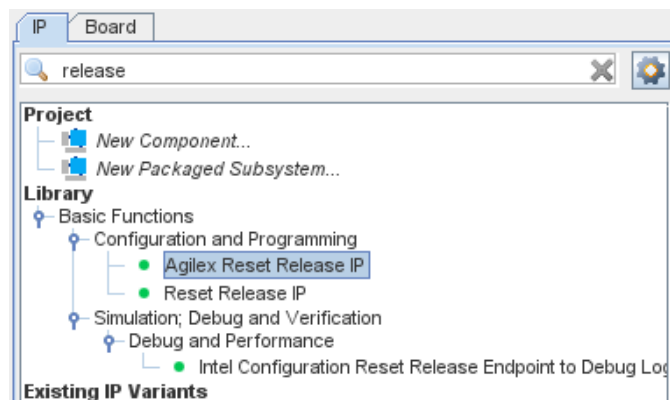 IP Board
release
Project
New Component...
New Packaged Subsystem...
Library
Basic Functions
Configuration and Programming
Agilex Reset Release IP
Reset Release IP
Simulation; Debug and Verification
Debug and Performance
Intel Configuration Reset Release Endpoint to Debug Log
Existing IP Variants